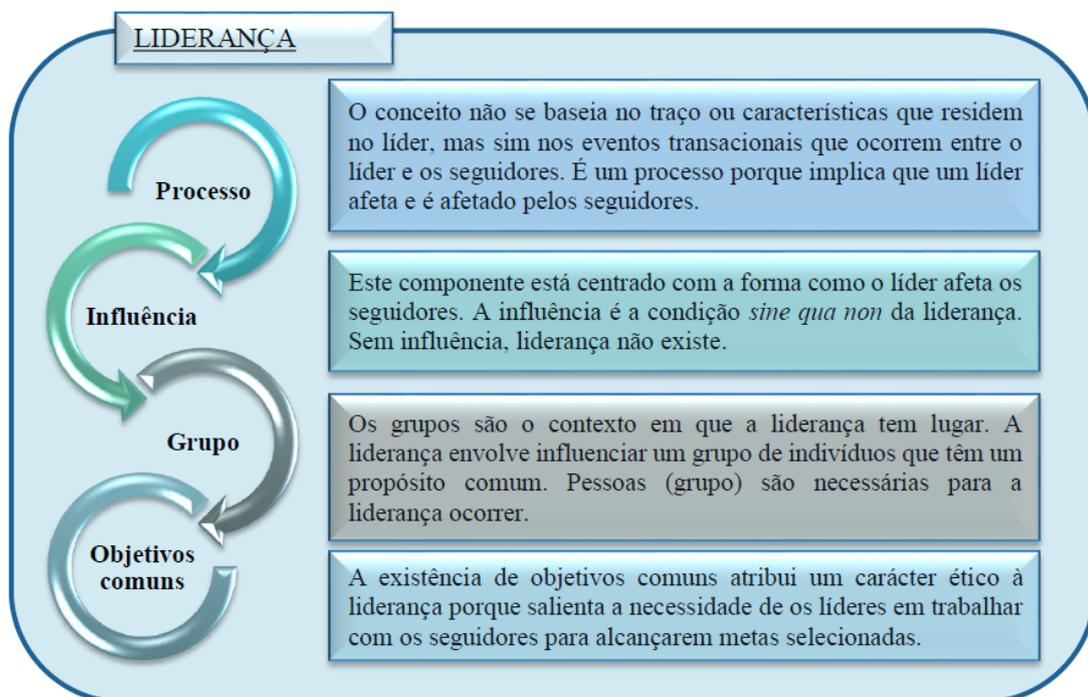 LIDERANÇA
Processo
O conceito não se baseia no traço ou características que residem
no líder, mas sim nos eventos transacionais que ocorrem entre o
líder e os seguidores. É um processo porque implica que um líder
afeta e é afetado pelos seguidores.
Influência
Este componente está centrado com a forma como o líder afeta os
seguidores. A influência é a condição sine qua non da liderança.
Sem influência, liderança não existe.
Grupo
Os grupos são o contexto em que a liderança tem lugar. A
liderança envolve influenciar um grupo de indivíduos que têm um
propósito comum. Pessoas (grupo) são necessárias para a
liderança ocorrer.
Objetivos
comuns
A existência de objetivos comuns atribui um carácter ético à
liderança porque salienta a necessidade de os líderes em trabalhar
com os seguidores para alcançarem metas selecionadas.